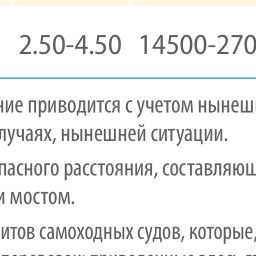 2.50-4.50 14500-270
ние приводится с учетом нынеш
лучаях, нынешней ситуации.
пасного расстояния, составляющ
и мостом.
итов самоходных судов, которые,